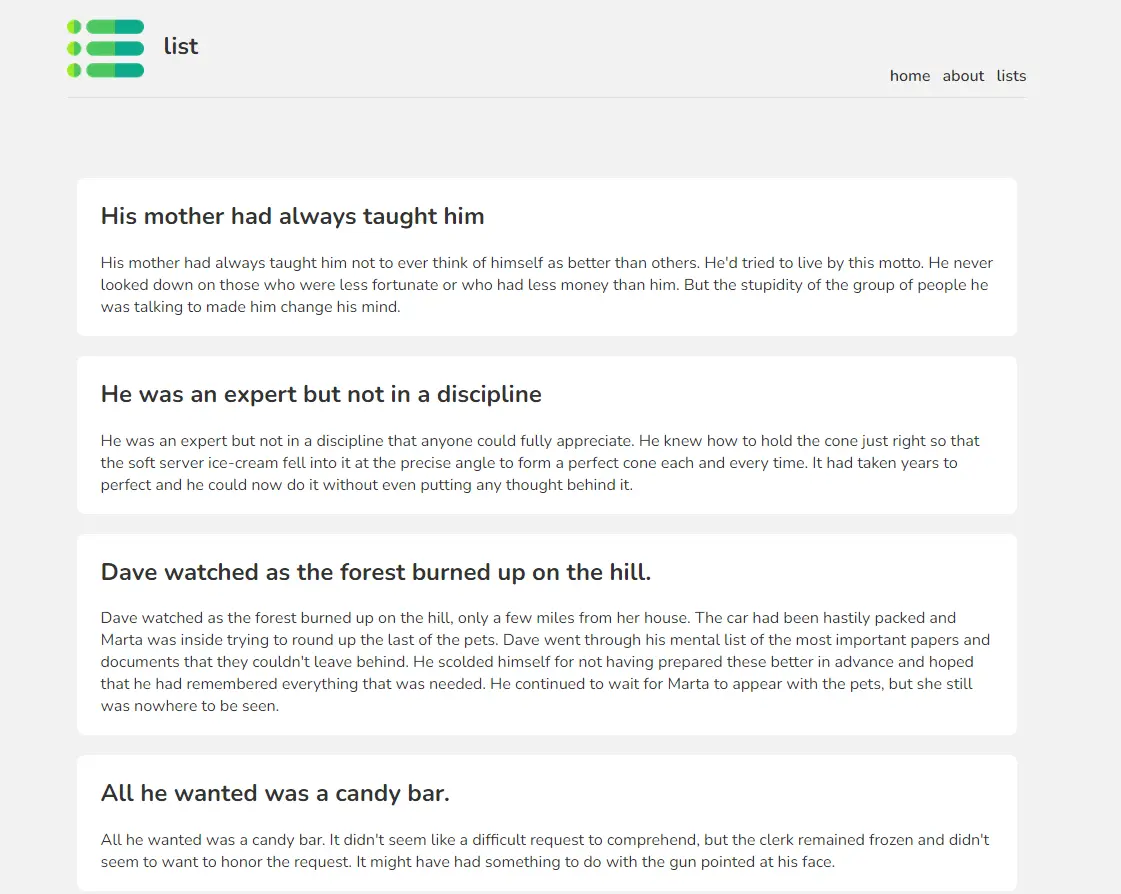 list
home about lists
His mother had always taught him
His mother had always taught him not to ever think of himself as better than others. He'd tried to live by this motto. He never
looked down on those who were less fortunate or who had less money than him. But the stupidity of the group of people he
was talking to made him change his mind.
He was an expert but not in a discipline
He was an expert but not in a discipline that anyone could fully appreciate. He knew how to hold the cone just right so that
the soft server ice-cream fell into it at the precise angle to form a perfect cone each and every time. It had taken years to
perfect and he could now do it without even putting any thought behind it.
Dave watched as the forest burned up on the hill.
Dave watched as the forest burned up on the hill, only a few miles from her house. The car had been hastily packed and
Marta was inside trying to round up the last of the pets. Dave went through his mental list of the most important papers and
documents that they couldn't leave behind. He scolded himself for not having prepared these better in advance and hoped
that he had remembered everything that was needed. He continued to wait for Marta to appear with the pets, but she still
was nowhere to be seen.
All he wanted was a candy bar.
All he wanted was a candy bar. It didn't seem like a difficult request to comprehend, but the clerk remained frozen and didn't
seem to want to honor the request. It might have had something to do with the gun pointed at his face.